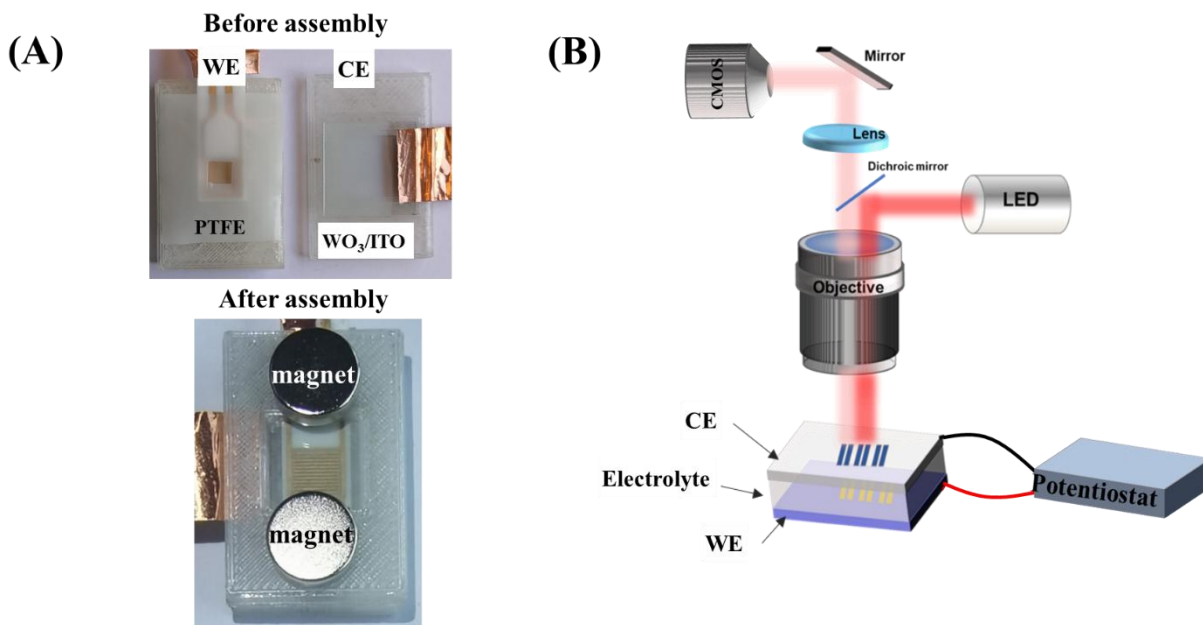 (A)
Before assembly
WE
CE
PTFE
WO₃/ITO
After assembly
magnet
magnet
(B)
Mirror
CMOS
Lens
Dichroic mirror
LED
Objective
CE
Electrolyte
WE
Potentiostat